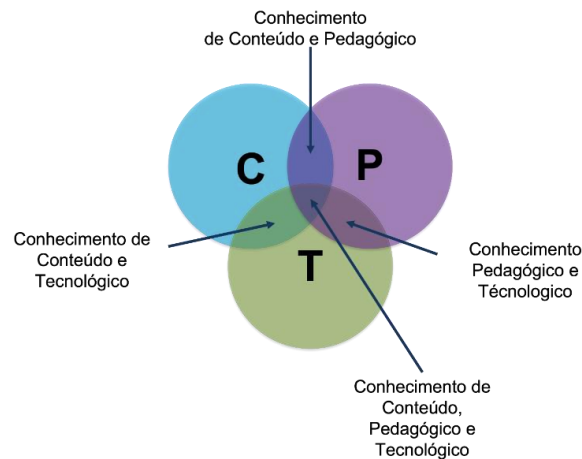 Conhecimento
de Conteúdo e Pedagógico
C
P
Conhecimento de
Conteúdo e
Tecnológico
T
Conhecimento
Pedagógico e
Técnologico
Conhecimento de
Conteúdo,
Pedagógico e
Tecnológico